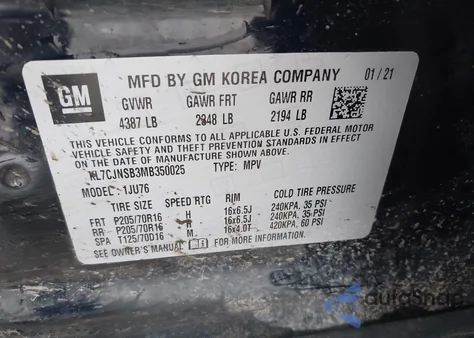 GM
MFD BY GM KOREA COMPANY 01/21
GVWR GAWR FRT GAWR RR
4387 LB 2348 LB 2194 LB
THIS VEHICLE CONFORMS TO ALL APPLICABLE U.S. FEDERAL MOTOR
VEHICLE SAFETY AND THEFT PREVENTION STANDARDS IN EFFECT
ON THE DATE OF MANUFACTURE SHOWN ABOVE.
KL7CJNSB3MB350025 TYPE: MPV
MODEL: 1JU76
TIRE SIZE SPEED RTG RIM COLD TIRE PRESSURE
FRT P205/70R16 H 16x6.5J 240KPA, 35 PSI
RR P205/70R16 H 16x6.5J 240KPA, 35 PSI
SPA T125/70D16 M 16x4.0T 420KPA, 60 PSI
SEE OWNER'S MANUAL FOR MORE INFORMATION
autosnap